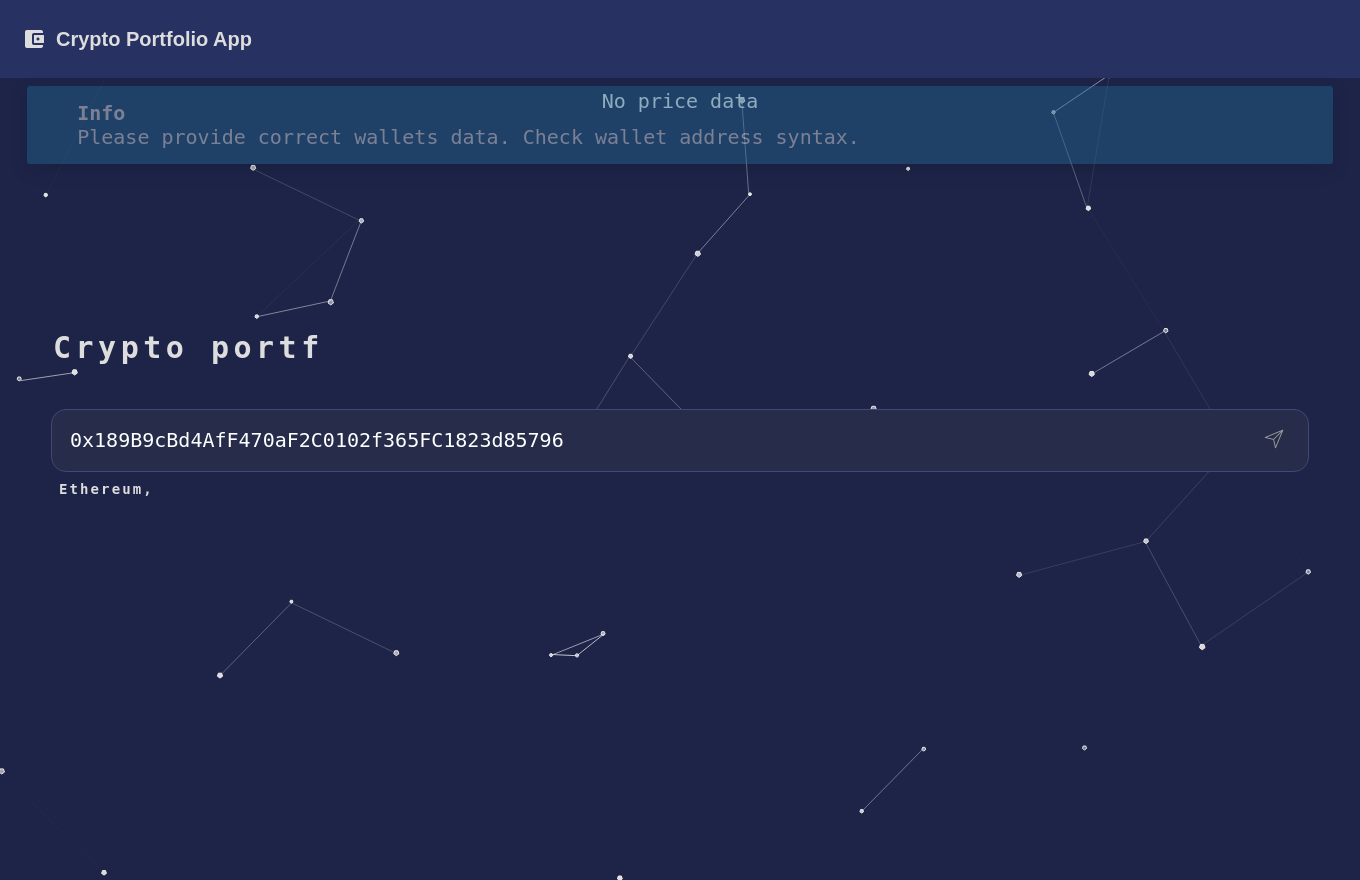 Crypto Portfolio App
No price data
Info
Please provide correct wallets data. Check wallet address syntax.
Crypto portf
0x189B9cBd4AfF470aF2C0102f365FC1823d85796
Ethereum,